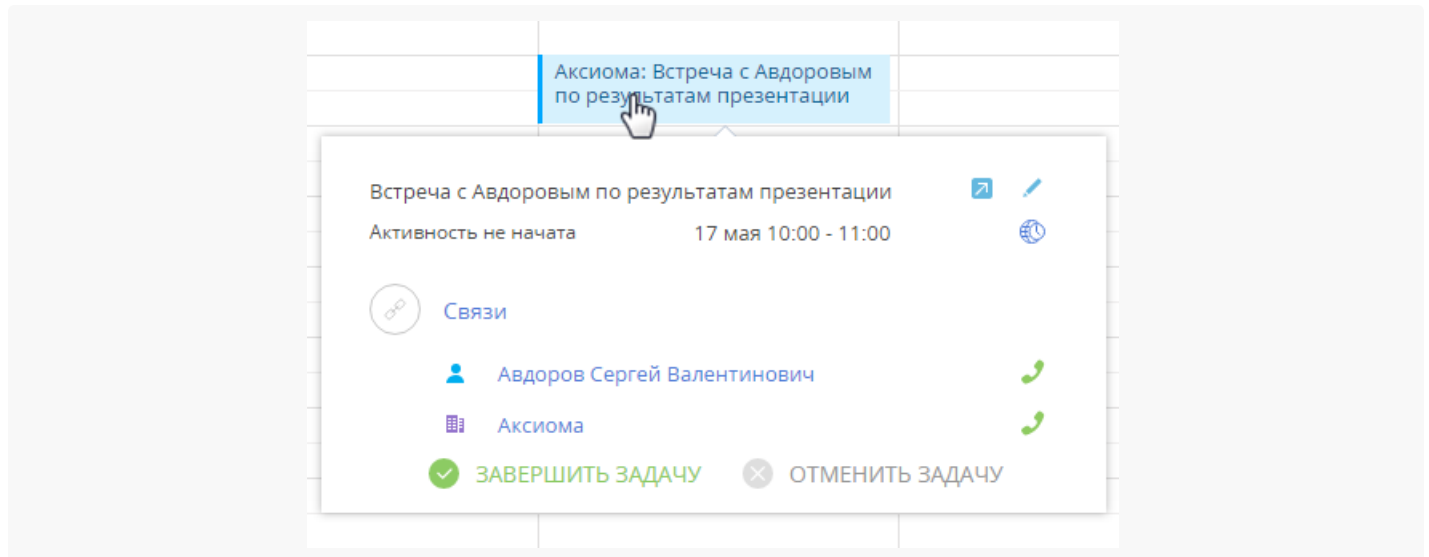 Аксиома: Встреча с Авдоровым
по результатам презентации
Встреча с Авдоровым по результатам презентации
Активность не начата 17 мая 10:00 - 11:00
Связи
Авдоров Сергей Валентинович
Аксиома
ЗАВЕРШИТЬ ЗАДАЧУ ОТМЕНИТЬ ЗАДАЧУ